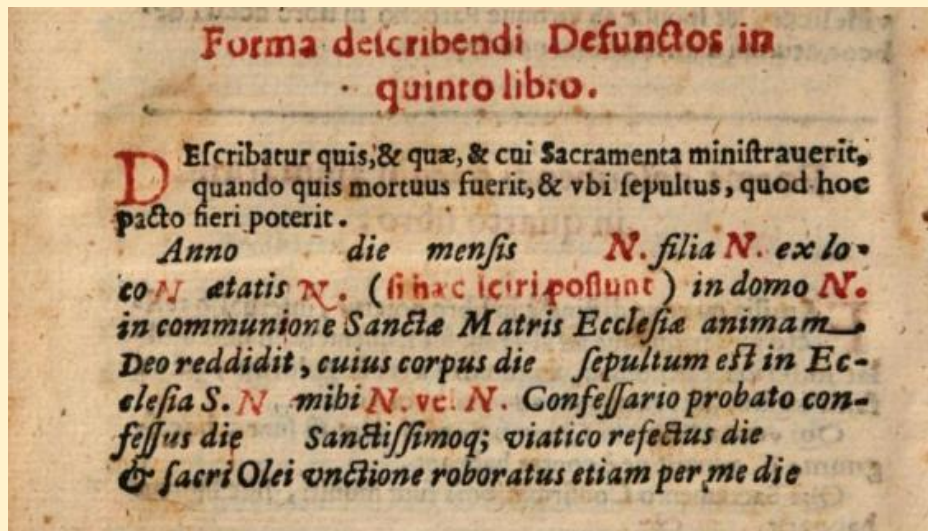 Forma describendi Defunctos in
quinto libro.
DEſcribatur quis, & quæ, & cui Sacramenta miniſtrauerit,
quando quis mortuus fuerit, & vbi ſepultus, quod hoc
pacto fieri poterit.
Anno die menſis N. filia N. ex lo-
co N ætatis N. (ſi hæc ſciri poſſunt) in domo N.
in communione Sanctæ Matris Eccleſiæ animam
Deo reddidit, cuius corpus die ſepultum eſt in Ec-
cleſia S. N mihi N. vel N. Confeſſario probato con-
feſſus die Sanctiſſimoq; viatico refectus die
& ſacri Olei vnctione roboratus etiam per me die